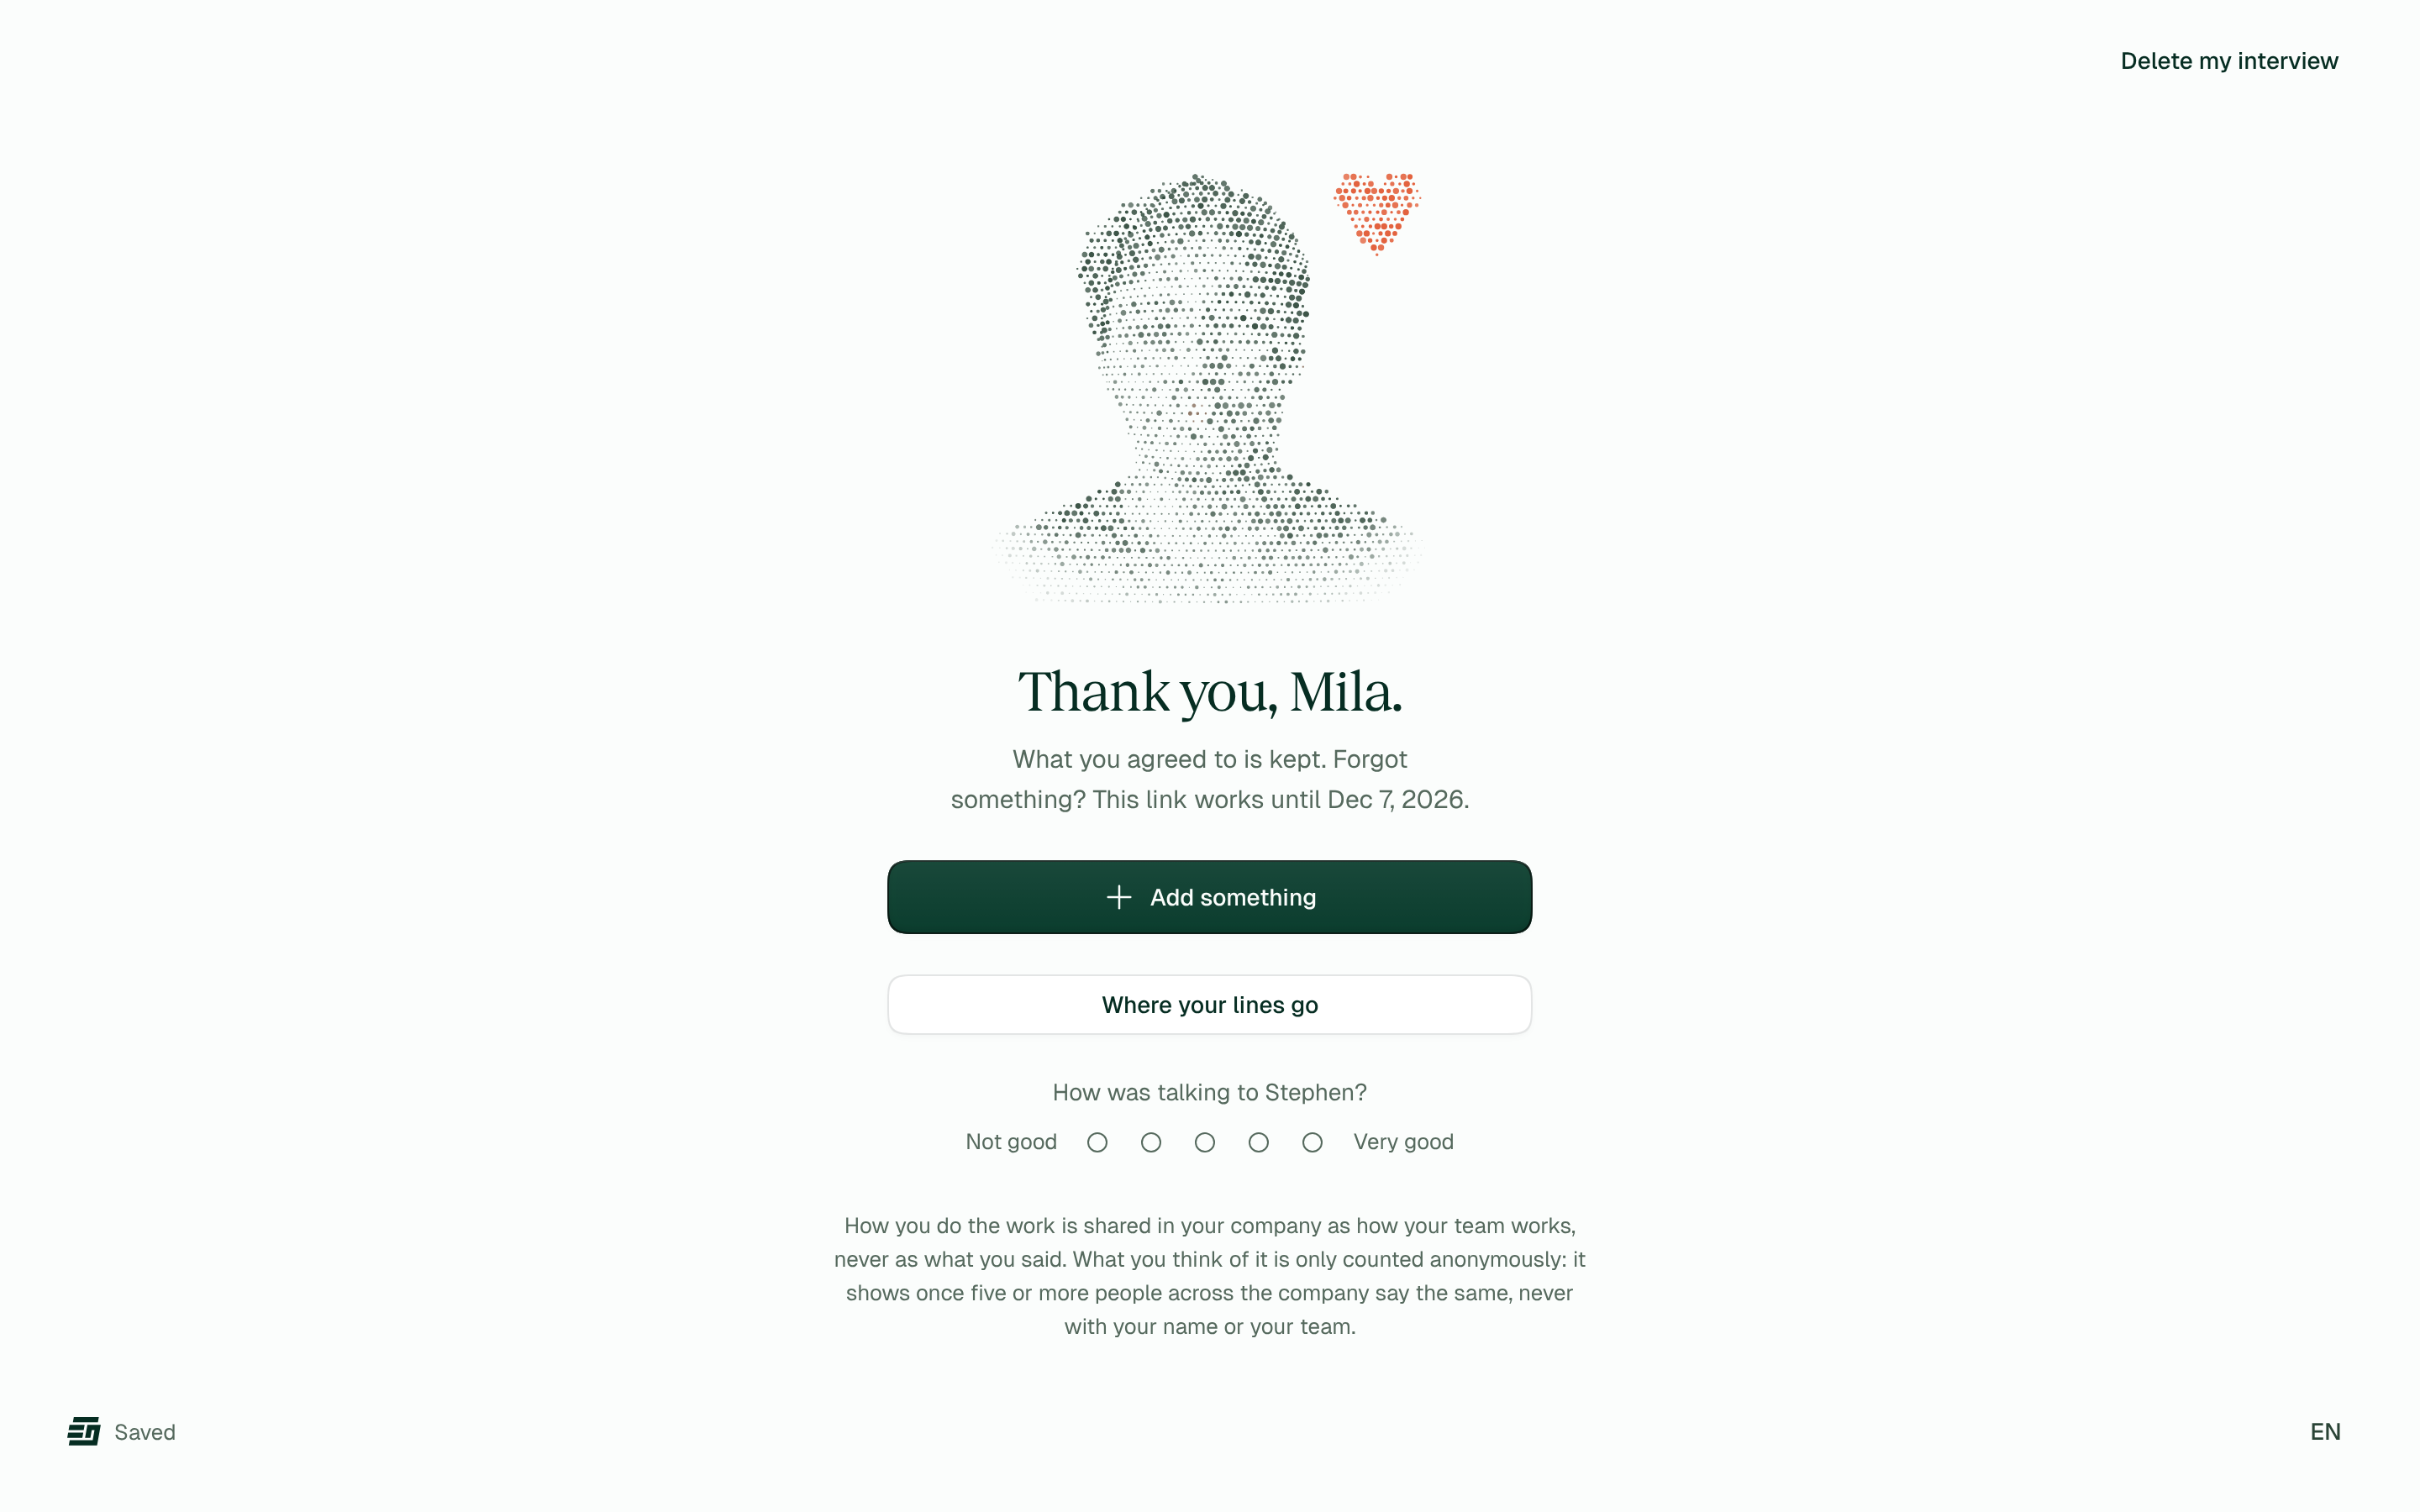 Delete my interview
Thank you, Mila.
What you agreed to is kept. Forgot
something? This link works until Dec 7, 2026.
Add something
Where your lines go
How was talking to Stephen?
Not good Very good
How you do the work is shared in your company as how your team works,
never as what you said. What you think of it is only counted anonymously: it
shows once five or more people across the company say the same, never
with your name or your team.
Saved
EN